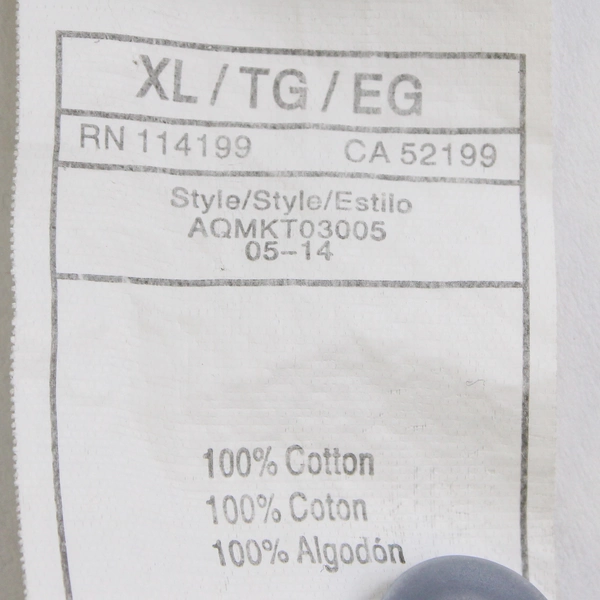 XL / TG / EG
RN 114199 CA 52199
Style/Style/Estilo
AQMKT03005
05-14
100% Cotton
100% Coton
100% Algodón